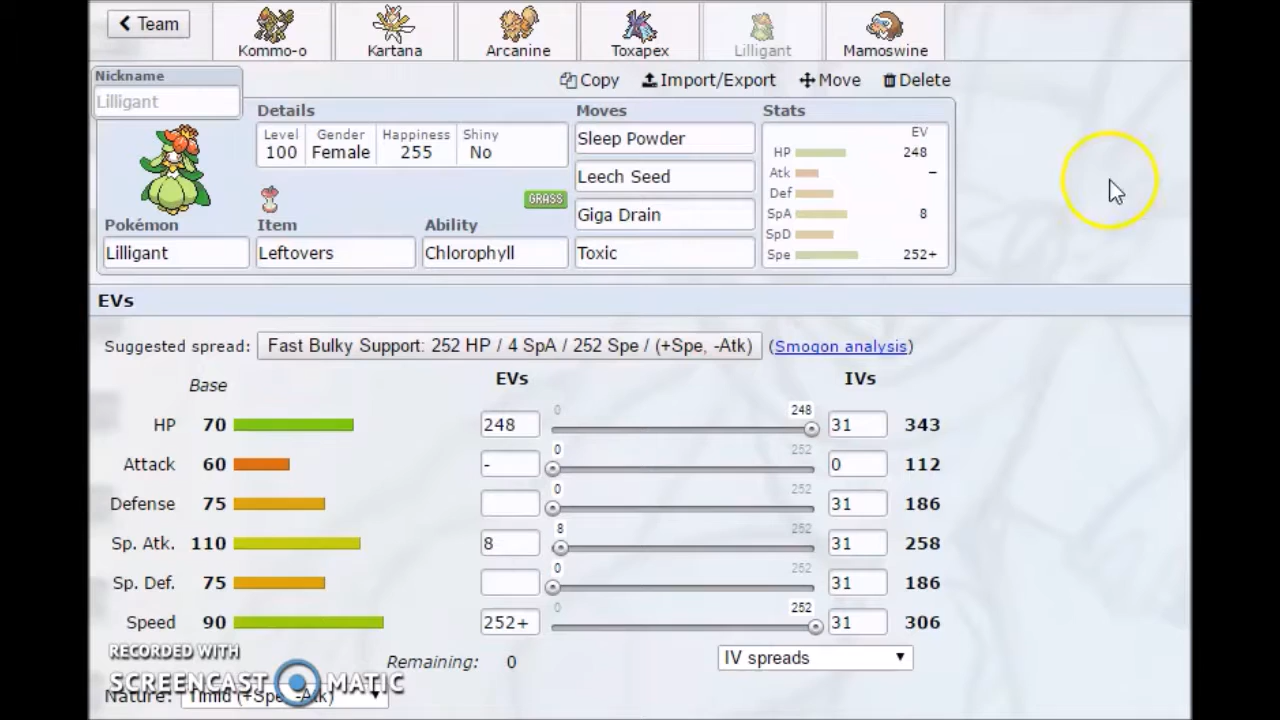 Team
Kommo-o Kartana Arcanine Toxapex Lilligant Mamoswine
Nickname
Lilligant
Copy Import/Export Move Delete
Details Moves Stats
Level Gender Happiness Shiny
100 Female 255 No
Sleep Powder
Leech Seed
Giga Drain
Toxic
EV
HP 248
Atk –
Def
SpA 8
SpD
Spe 252+
GRASS
Pokémon Item Ability
Lilligant Leftovers Chlorophyll
EVs
Suggested spread: Fast Bulky Support: 252 HP / 4 SpA / 252 Spe / (+Spe, -Atk) (Smogon analysis)
Base EVs IVs
HP 70 248 0 248 31 343
Attack 60 - 0 252 0 112
Defense 75 0 252 31 186
Sp. Atk. 110 8 8 252 31 258
Sp. Def. 75 0 252 31 186
Speed 90 252+ 0 252 31 306
RECORDED WITH
SCREENCAST MATIC
Remaining: 0 IV spreads
Nature: Timid (+Spe, -Atk)